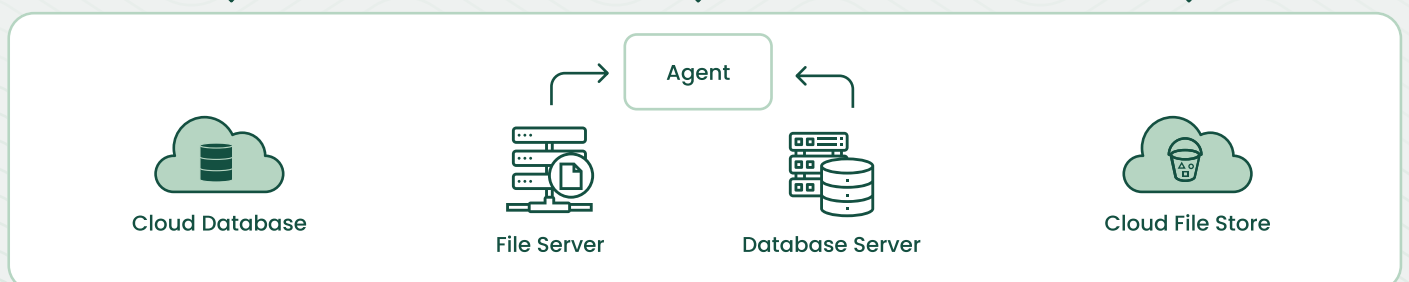 Agent
Cloud Database
File Server
Database Server
Cloud File Store